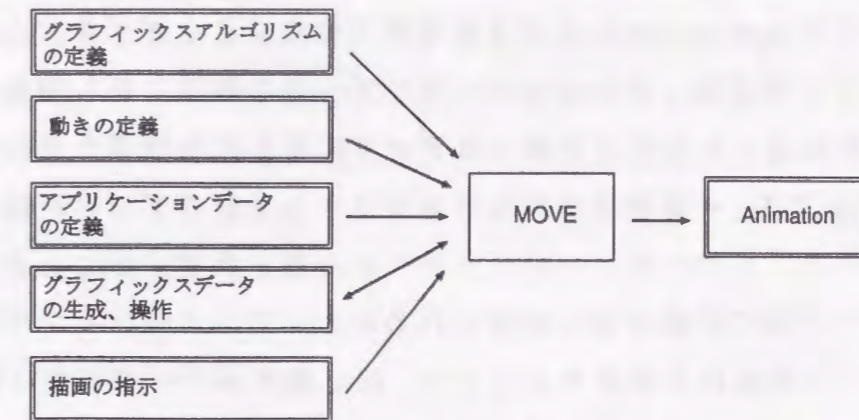 グラフィックスアルゴリズム
の定義
動きの定義
アプリケーションデータ
の定義
グラフィックスデータ
の生成、操作
描画の指示
MOVE
Animation